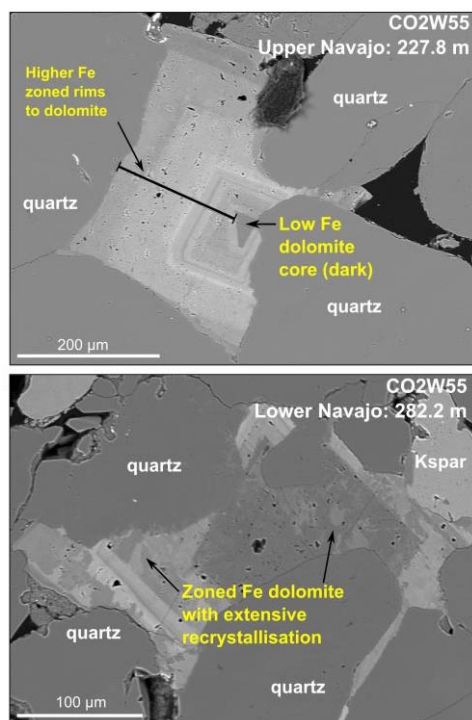 CO2W55
Upper Navajo: 227.8 m
Higher Fe
zoned rims
to dolomite
quartz
quartz
Low Fe
dolomite
core (dark)
quartz
200 µm
CO2W55
Lower Navajo: 282.2 m
quartz
Kspar
Zoned Fe dolomite
with extensive
recrystallisation
quartz
quartz
100 µm